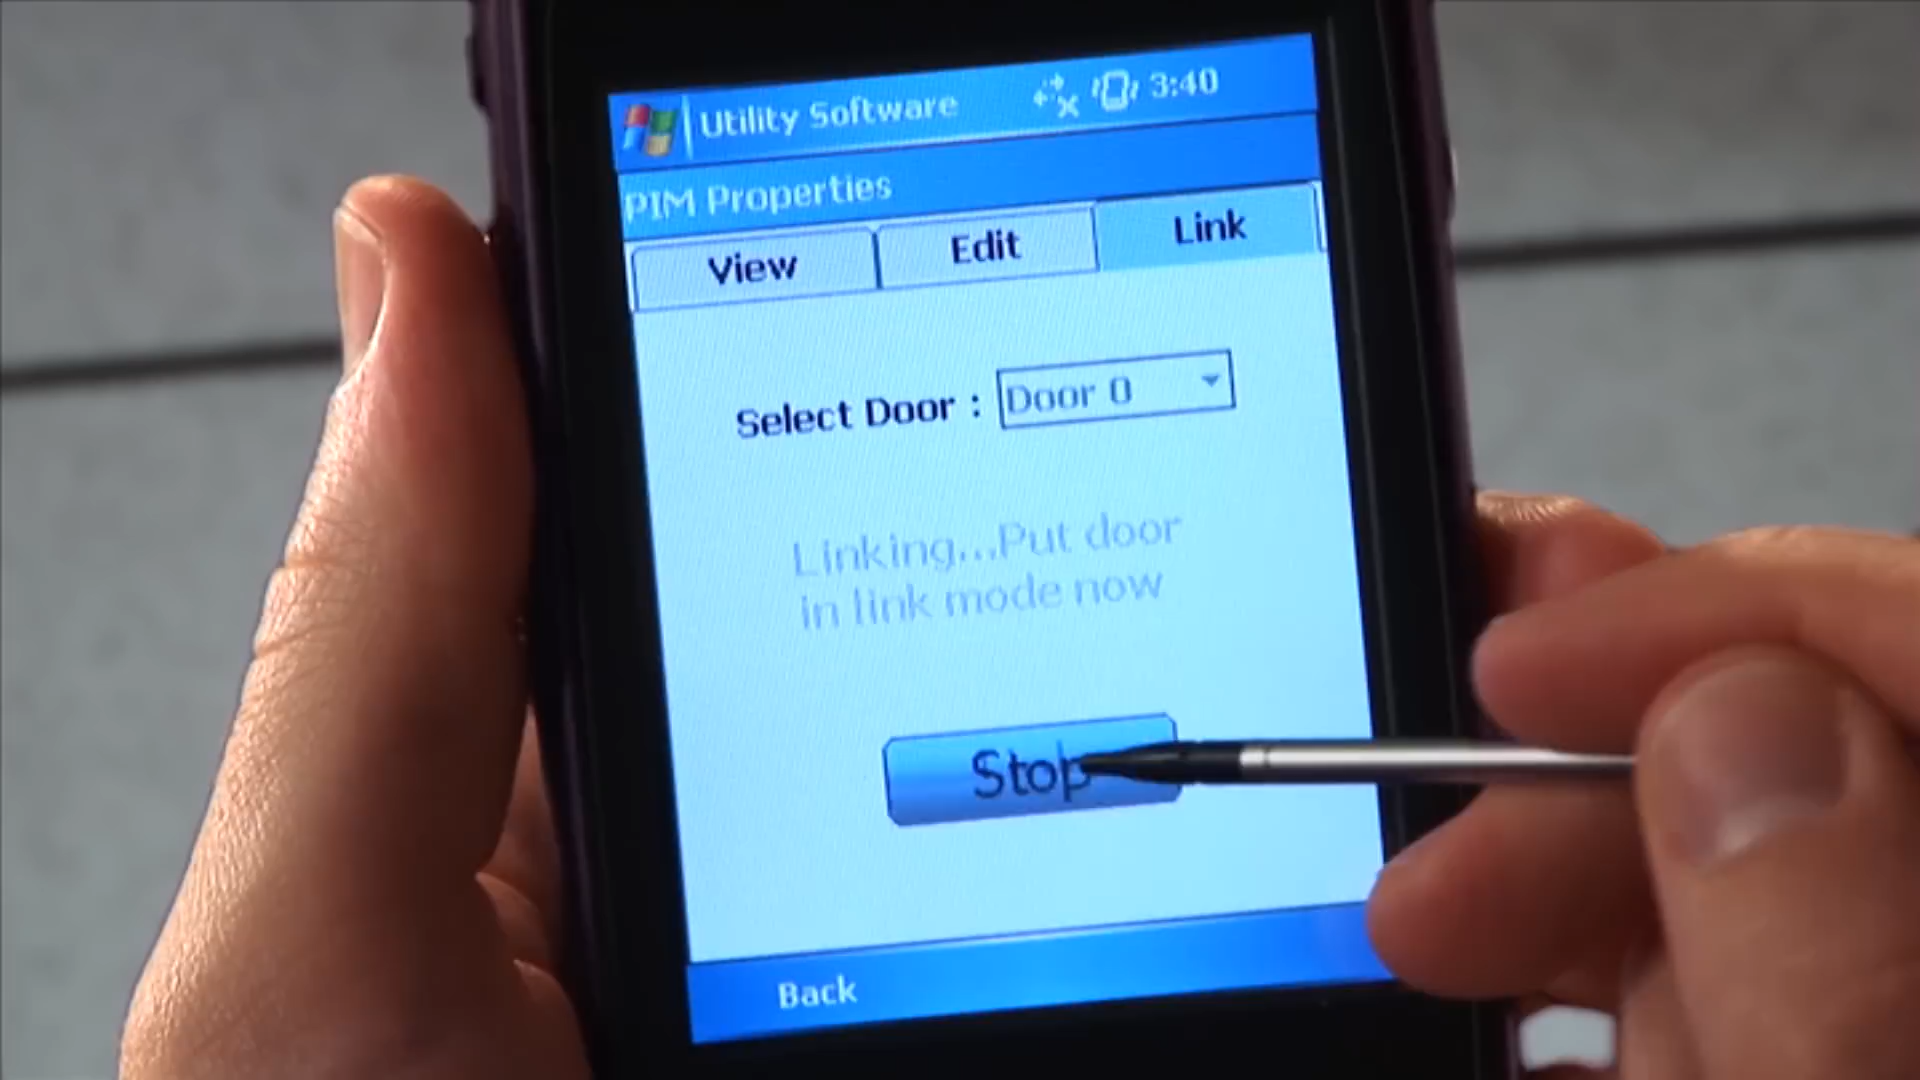 Utility Software 3:40
PIM Properties
View Edit Link
Select Door : Door 0
Linking...Put door
in link mode now
Stop
Back